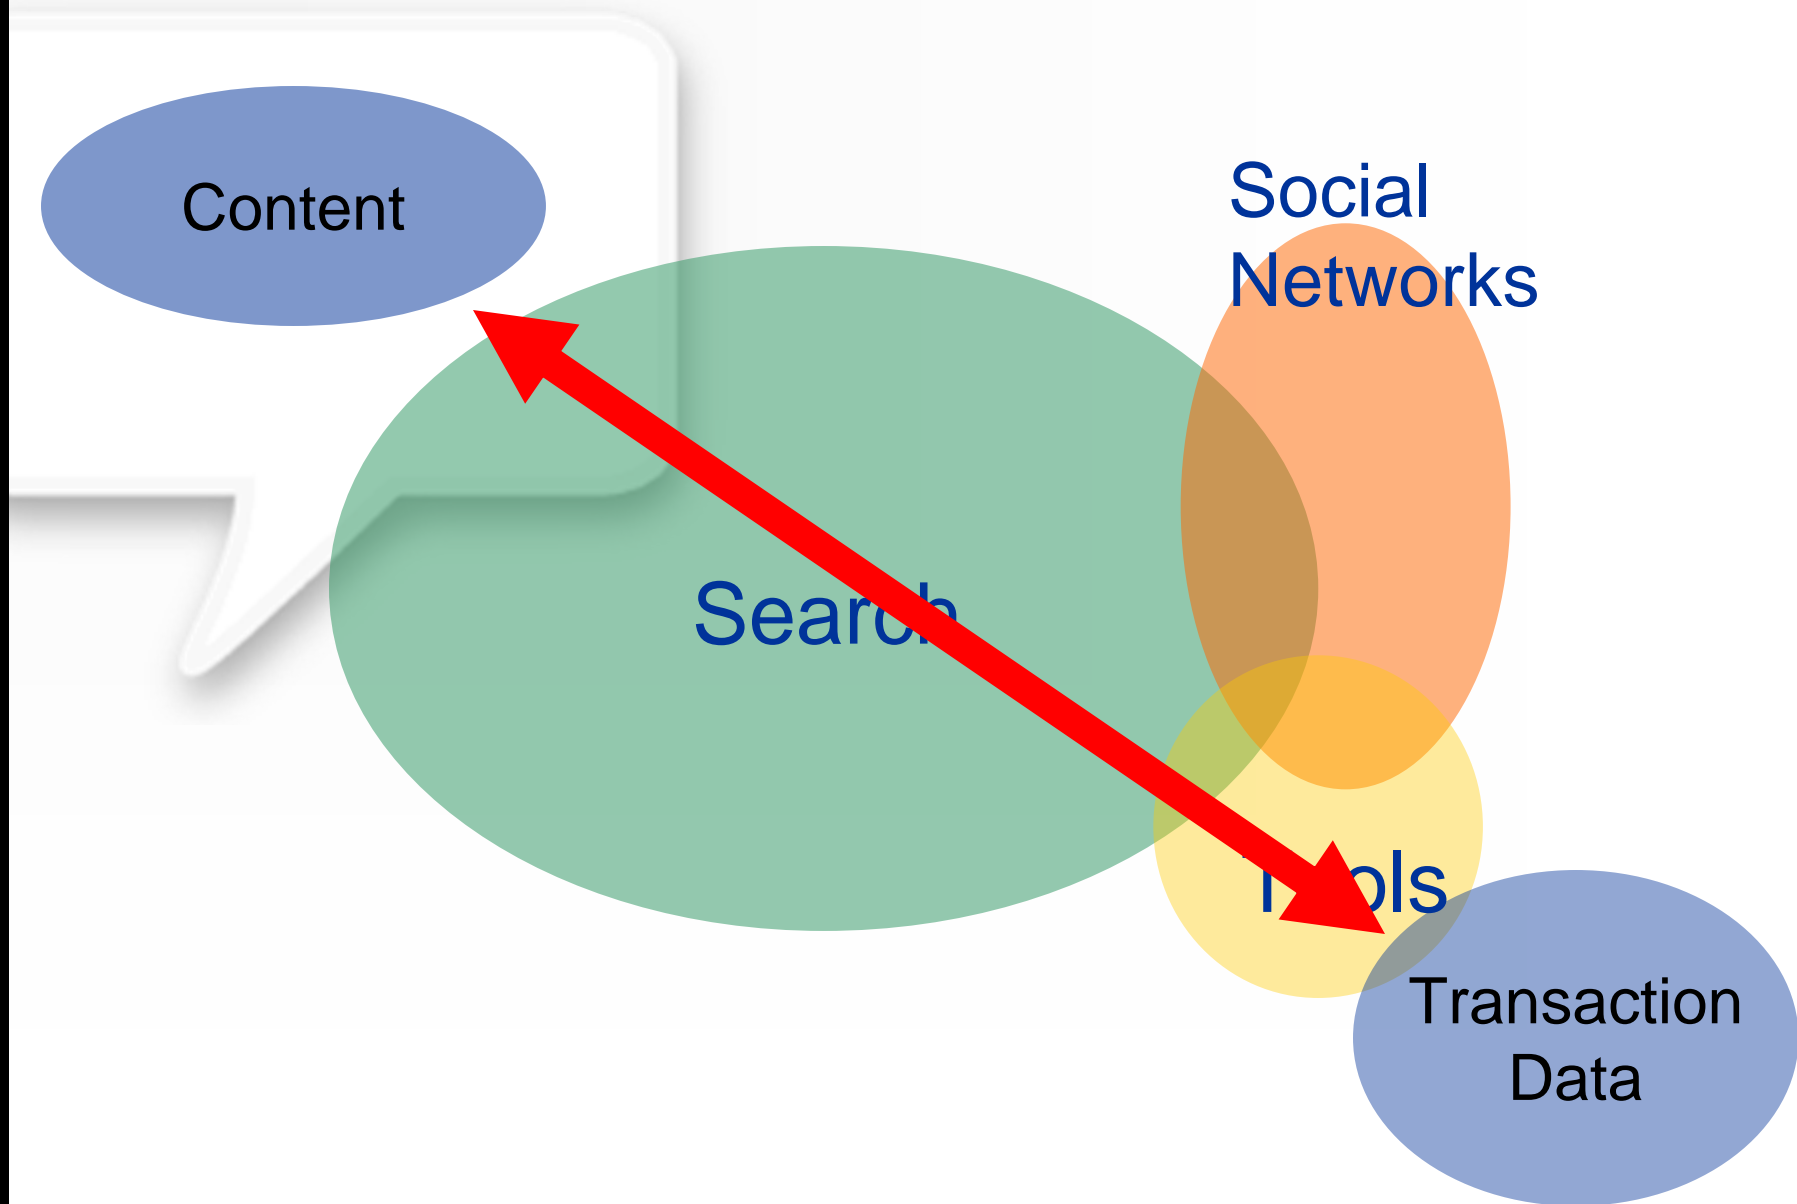 Content
Social
Networks
Search
Tools
Transaction
Data